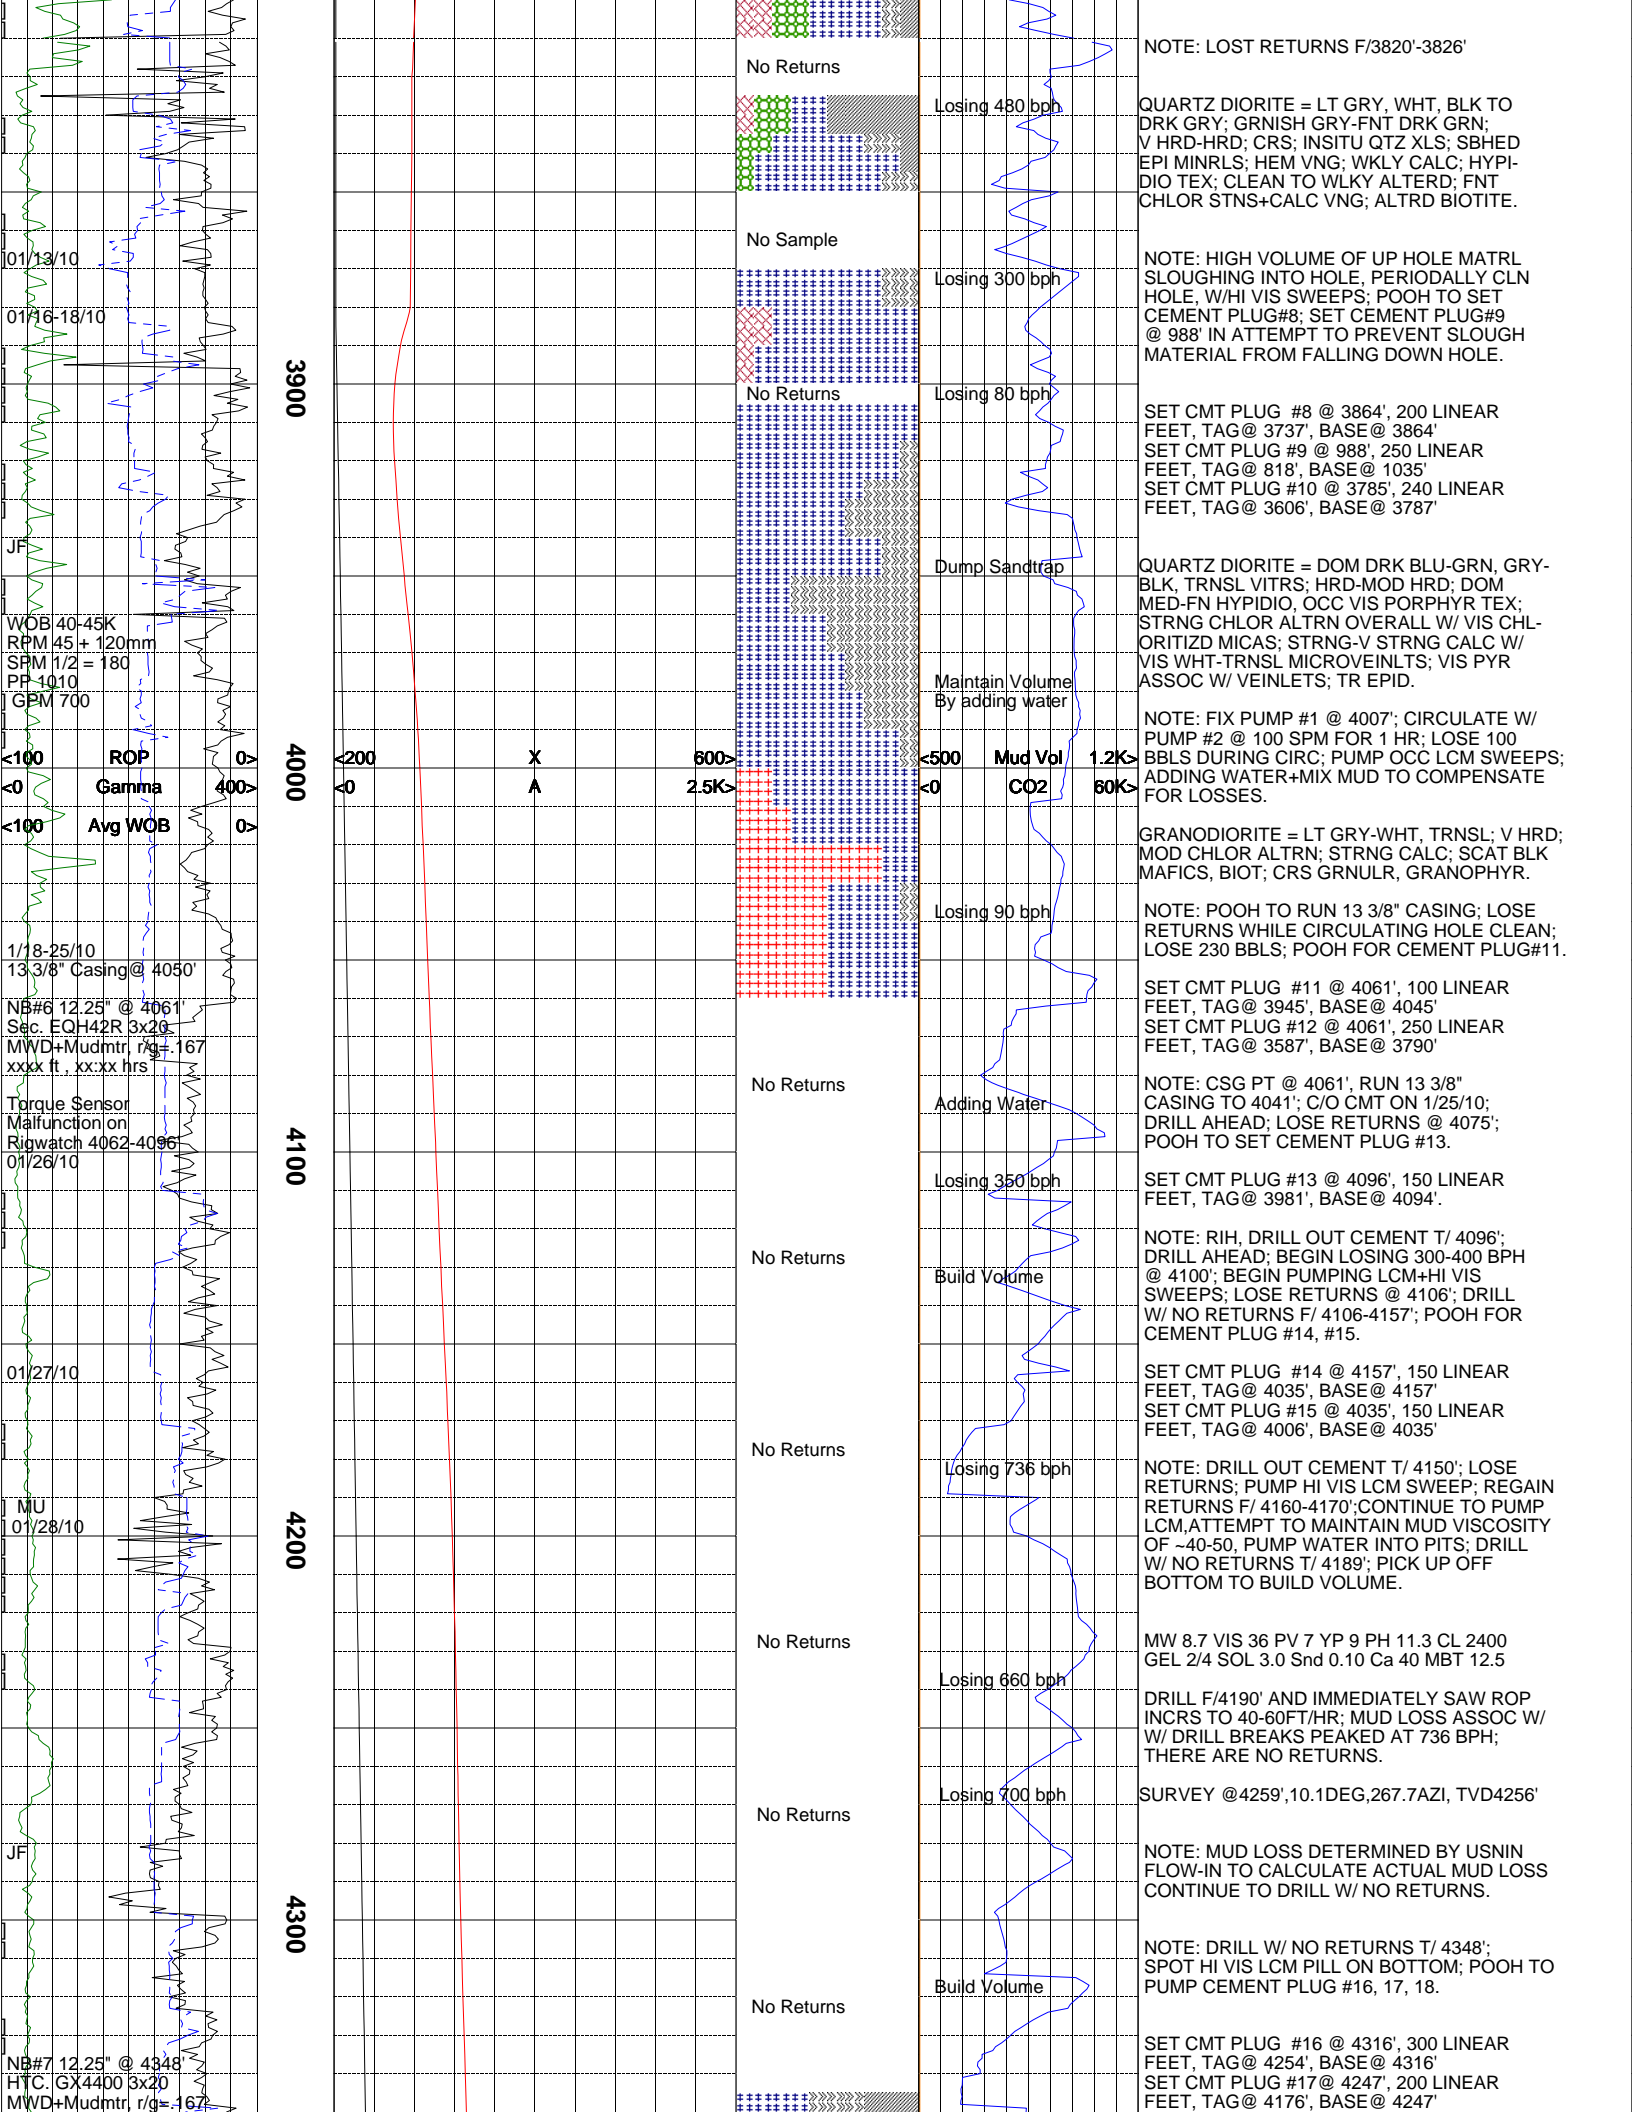 NOTE: LOST RETURNS F/3820'-3826'
No Returns
Losing 480 bph
QUARTZ DIORITE = LT GRY, WHT, BLK TO
DRK GRY; GRNISH GRY-FNT DRK GRN;
V HRD-HRD; CRS; INSITU QTZ XLS; SBHED
EPI MINRLS; HEM VNG; WKLY CALC; HYPI-
DIO TEX; CLEAN TO WLKY ALTERD; FNT
CHLOR STNS+CALC VNG; ALTRD BIOTITE.
No Sample
01/13/10
Losing 300 bph
NOTE: HIGH VOLUME OF UP HOLE MATRL
SLOUGHING INTO HOLE, PERIODALLY CLN
HOLE, W/HI VIS SWEEPS; POOH TO SET
CEMENT PLUG#8; SET CEMENT PLUG#9
@ 988' IN ATTEMPT TO PREVENT SLOUGH
MATERIAL FROM FALLING DOWN HOLE.
01/16-18/10
3900
No Returns
Losing 80 bph
SET CMT PLUG #8 @ 3864', 200 LINEAR
FEET, TAG@ 3737', BASE@ 3864'
SET CMT PLUG #9 @ 988', 250 LINEAR
FEET, TAG@ 818', BASE@ 1035'
SET CMT PLUG #10 @ 3785', 240 LINEAR
FEET, TAG@ 3606', BASE@ 3787'
JF
Dump Sandtrap
QUARTZ DIORITE = DOM DRK BLU-GRN, GRY-
BLK, TRNSL VITRS; HRD-MOD HRD; DOM
MED-FN HYPIDIO, OCC VIS PORPHYR TEX;
STRNG CHLOR ALTRN OVERALL W/ VIS CHL-
ORITIZD MICAS; STRNG-V STRNG CALC W/
VIS WHT-TRNSL MICROVEINLTS; VIS PYR
ASSOC W/ VEINLETS; TR EPID.
WOB 40-45K
RPM 45 + 120mm
SPM 1/2 = 180
PP 1010
GPM 700
Maintain Volume
By adding water
NOTE: FIX PUMP #1 @ 4007'; CIRCULATE W/
PUMP #2 @ 100 SPM FOR 1 HR; LOSE 100
BBLS DURING CIRC; PUMP OCC LCM SWEEPS;
ADDING WATER+MIX MUD TO COMPENSATE
FOR LOSSES.
<100 ROP 0>
<200 X 600>
<500 Mud Vol 1.2K>
4000
<0 Gamma 400>
<0 A 2.5K>
<0 CO2 60K>
<100 Avg WOB 0>
GRANODIORITE = LT GRY-WHT, TRNSL; V HRD;
MOD CHLOR ALTRN; STRNG CALC; SCAT BLK
MAFICS, BIOT; CRS GRNULR, GRANOPHYR.
Losing 90 bph
NOTE: POOH TO RUN 13 3/8" CASING; LOSE
RETURNS WHILE CIRCULATING HOLE CLEAN;
LOSE 230 BBLS; POOH FOR CEMENT PLUG#11.
1/18-25/10
13 3/8" Casing@ 4050'
NB#6 12.25" @ 4061'
Sec. EQH42R 3x20
MWD+Mudmtr, r/g=.167
xxxx ft , xx:xx hrs
SET CMT PLUG #11 @ 4061', 100 LINEAR
FEET, TAG@ 3945', BASE@ 4045'
SET CMT PLUG #12 @ 4061', 250 LINEAR
FEET, TAG@ 3587', BASE@ 3790'
No Returns
Adding Water
NOTE: CSG PT @ 4061', RUN 13 3/8"
CASING TO 4041'; C/O CMT ON 1/25/10;
DRILL AHEAD; LOSE RETURNS @ 4075';
POOH TO SET CEMENT PLUG #13.
Torque Sensor
Malfunction on
Rigwatch 4062-4096'
01/26/10
4100
Losing 350 bph
SET CMT PLUG #13 @ 4096', 150 LINEAR
FEET, TAG@ 3981', BASE@ 4094'.
No Returns
Build Volume
NOTE: RIH, DRILL OUT CEMENT T/ 4096';
DRILL AHEAD; BEGIN LOSING 300-400 BPH
@ 4100'; BEGIN PUMPING LCM+HI VIS
SWEEPS; LOSE RETURNS @ 4106'; DRILL
W/ NO RETURNS F/ 4106-4157'; POOH FOR
CEMENT PLUG #14, #15.
01/27/10
SET CMT PLUG #14 @ 4157', 150 LINEAR
FEET, TAG@ 4035', BASE@ 4157'
SET CMT PLUG #15 @ 4035', 150 LINEAR
FEET, TAG@ 4006', BASE@ 4035'
No Returns
Losing 736 bph
NOTE: DRILL OUT CEMENT T/ 4150'; LOSE
RETURNS; PUMP HI VIS LCM SWEEP; REGAIN
RETURNS F/ 4160-4170';CONTINUE TO PUMP
LCM,ATTEMPT TO MAINTAIN MUD VISCOSITY
OF ~40-50, PUMP WATER INTO PITS; DRILL
W/ NO RETURNS T/ 4189'; PICK UP OFF
BOTTOM TO BUILD VOLUME.
MU
01/28/10
4200
No Returns
Losing 660 bph
MW 8.7 VIS 36 PV 7 YP 9 PH 11.3 CL 2400
GEL 2/4 SOL 3.0 Snd 0.10 Ca 40 MBT 12.5
DRILL F/4190' AND IMMEDIATELY SAW ROP
INCRS TO 40-60FT/HR; MUD LOSS ASSOC W/
W/ DRILL BREAKS PEAKED AT 736 BPH;
THERE ARE NO RETURNS.
Losing 700 bph
SURVEY @4259',10.1DEG,267.7AZI, TVD4256'
No Returns
JF
NOTE: MUD LOSS DETERMINED BY USNIN
FLOW-IN TO CALCULATE ACTUAL MUD LOSS
CONTINUE TO DRILL W/ NO RETURNS.
4300
No Returns
Build Volume
NOTE: DRILL W/ NO RETURNS T/ 4348';
SPOT HI VIS LCM PILL ON BOTTOM; POOH TO
PUMP CEMENT PLUG #16, 17, 18.
NB#7 12.25" @ 4348'
HTC. GX4400 3x20
MWD+Mudmtr, r/g=.167
SET CMT PLUG #16 @ 4316', 300 LINEAR
FEET, TAG@ 4254', BASE@ 4316'
SET CMT PLUG #17@ 4247', 200 LINEAR
FEET, TAG@ 4176', BASE@ 4247'